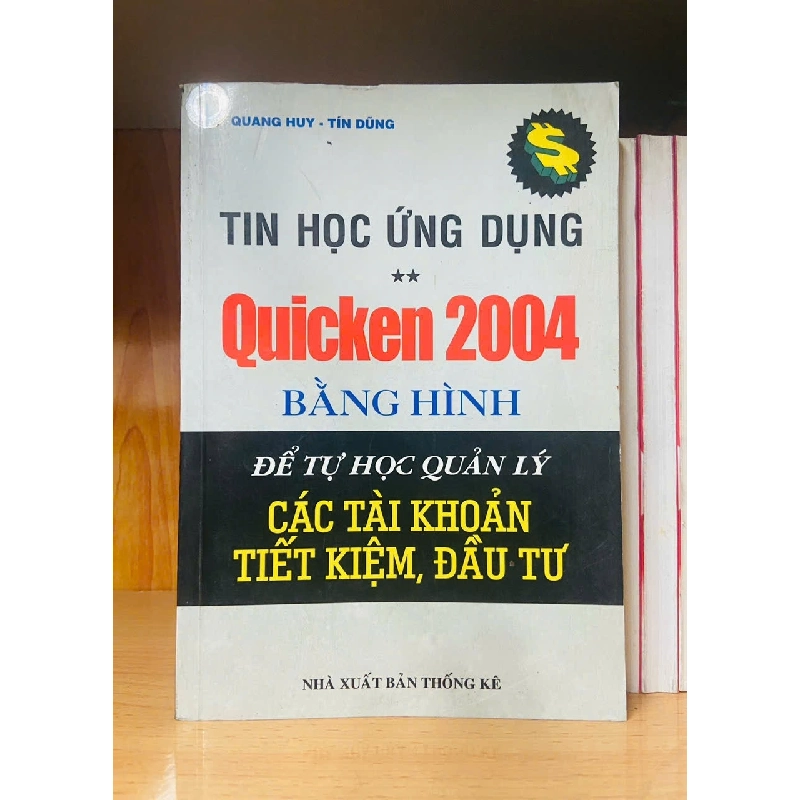 QUANG HUY - TÍN DŨNG
TIN HỌC ỨNG DỤNG
**
Quicken 2004
BẰNG HÌNH
ĐỂ TỰ HỌC QUẢN LÝ
CÁC TÀI KHOẢN
TIẾT KIỆM, ĐẦU TƯ
NHÀ XUẤT BẢN THỐNG KÊ